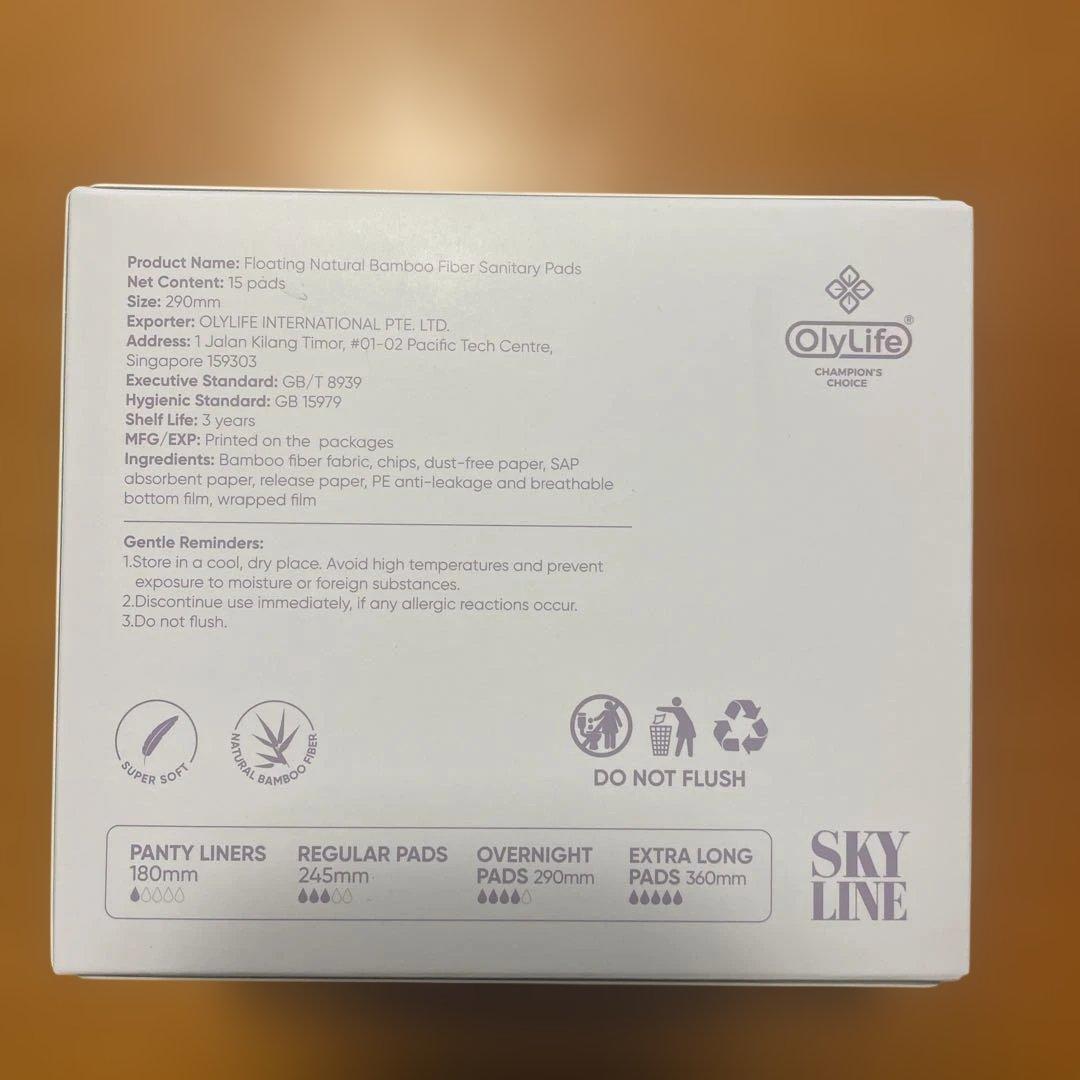 Product Name: Floating Natural Bamboo Fiber Sanitary Pads
Net Content: 15 pads
Size: 290mm
Exporter: OLYLIFE INTERNATIONAL PTE. LTD.
Address: 1 Jalan Kilang Timor, #01-02 Pacific Tech Centre,
Singapore 159303
Executive Standard: GB/T 8939
Hygienic Standard: GB 15979
Shelf Life: 3 years
MFG/EXP: Printed on the packages
Ingredients: Bamboo fiber fabric, chips, dust-free paper, SAP
absorbent paper, release paper, PE anti-leakage and breathable
bottom film, wrapped film
OlyLife®
CHAMPION'S
CHOICE
Gentle Reminders:
1.Store in a cool, dry place. Avoid high temperatures and prevent
exposure to moisture or foreign substances.
2.Discontinue use immediately, if any allergic reactions occur.
3.Do not flush.
SUPER SOFT
NATURAL BAMBOO FIBER
DO NOT FLUSH
PANTY LINERS
180mm
REGULAR PADS
245mm
OVERNIGHT
PADS 290mm
EXTRA LONG
PADS 360mm
SKY
LINE